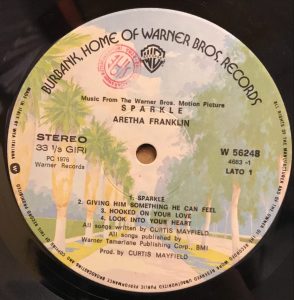 BURBANK, HOME OF WARNER BROS. RECORDS
Music From The Warner Bros. Motion Picture
SPARKLE
ARETHA FRANKLIN
STEREO
33 1/3 GIRI
PC 1976
Warner Records
W 56248
4683 -1
LATO 1
1. SPARKLE
2. GIVING HIM SOMETHING HE CAN FEEL
3. HOOKED ON YOUR LOVE
4. LOOK INTO YOUR HEART
All songs written by CURTIS MAYFIELD
All songs published by
Warner Tamerlane Publishing Corp., BMI
Prod. by CURTIS MAYFIELD